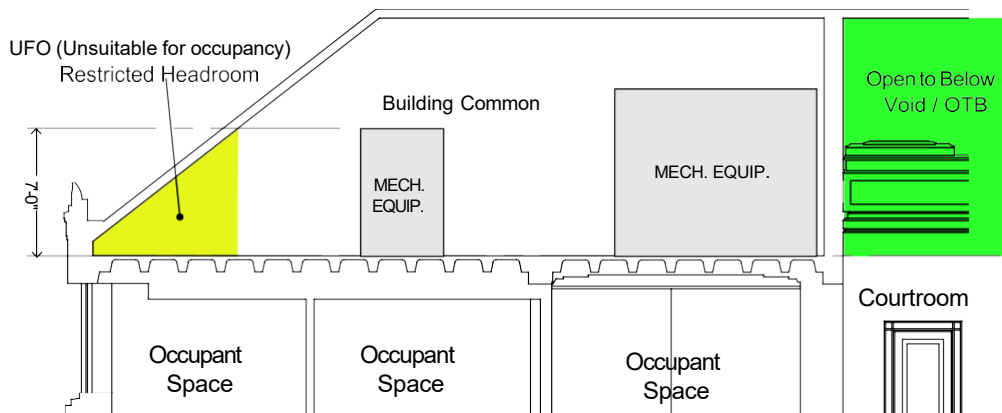 UFO (Unsuitable for occupancy)
Restricted Headroom
Building Common
Open to Below
Void / OTB
7'-0"
MECH.
EQUIP.
MECH. EQUIP.
Courtroom
Occupant
Space
Occupant
Space
Occupant
Space